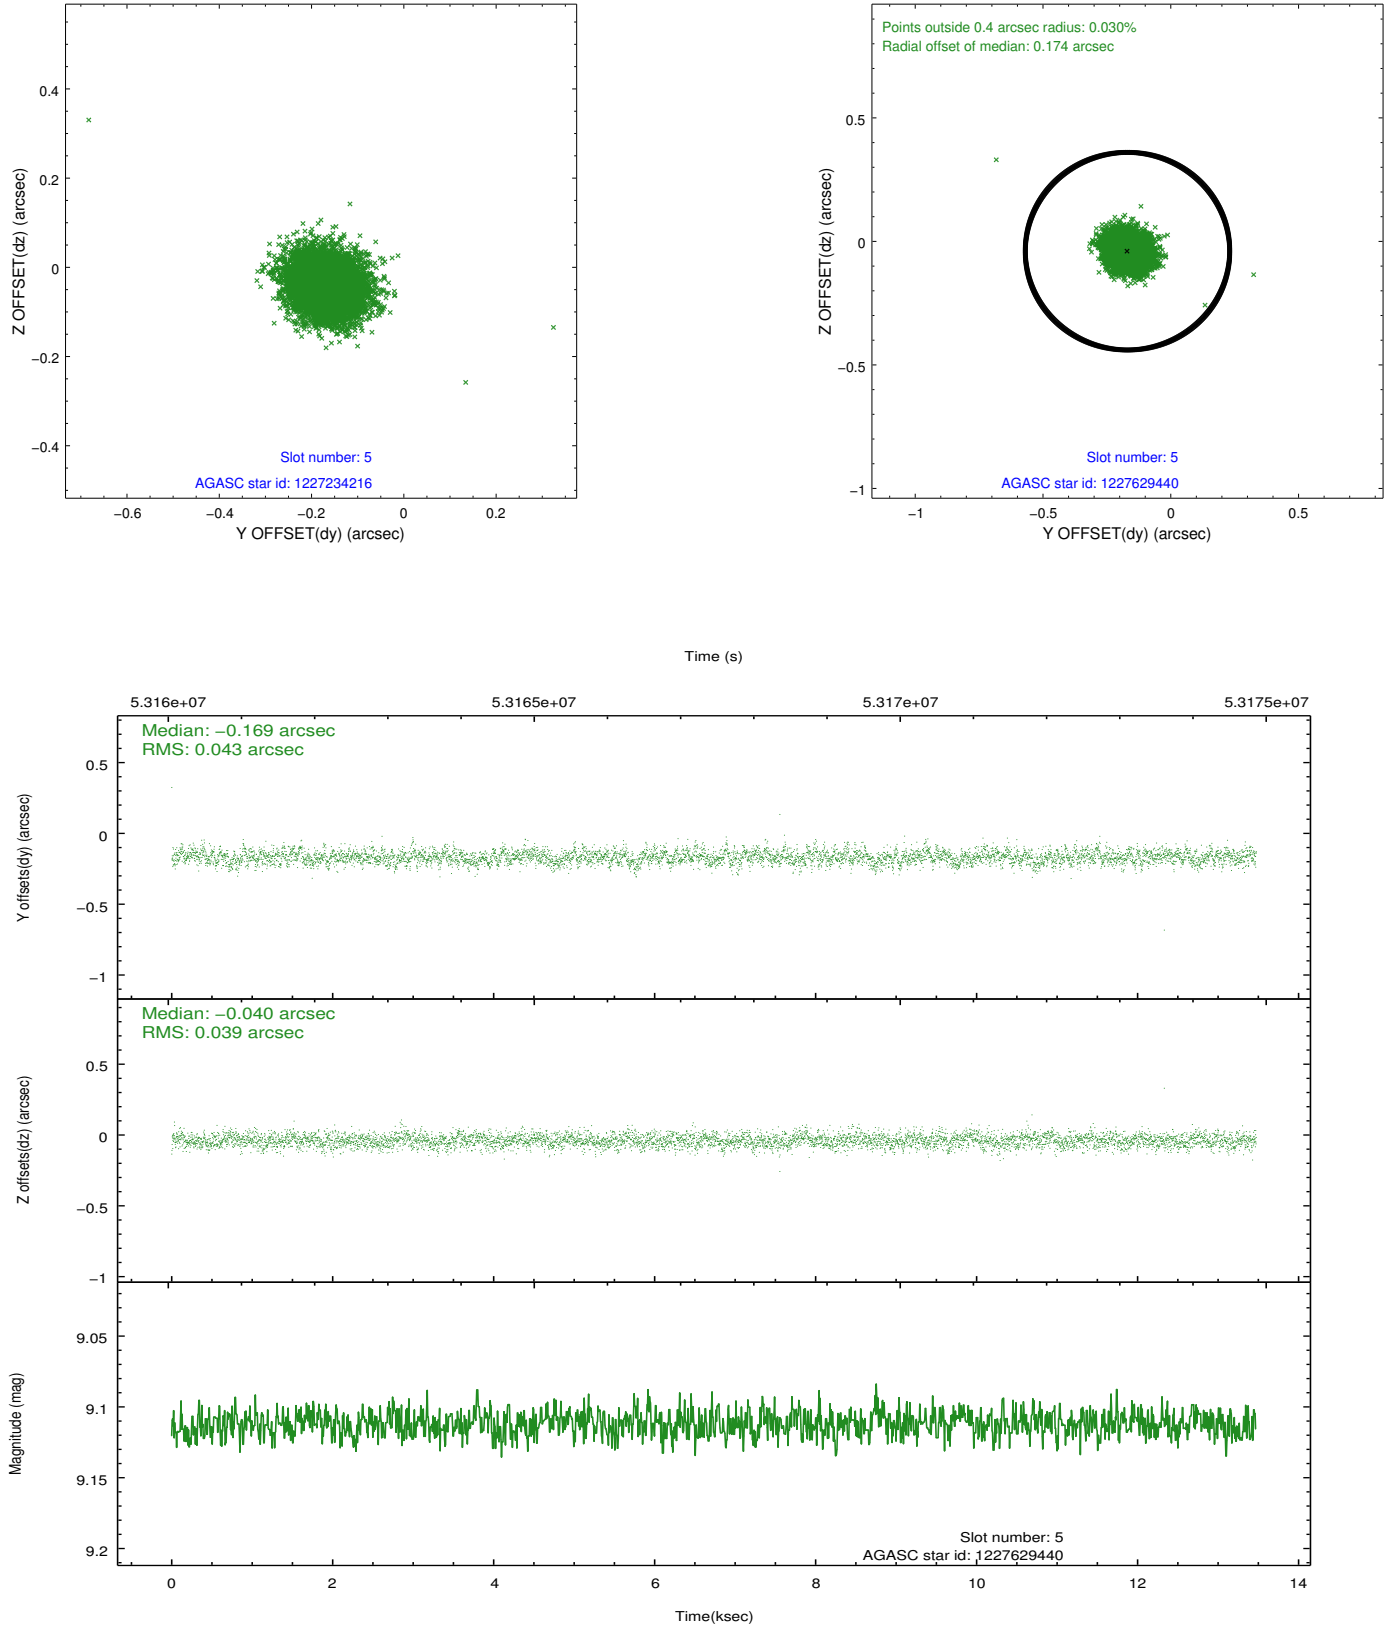 Points outside 0.4 arcsec radius: 0.030%
Radial offset of median: 0.174 arcsec
0.4
0.2
0
−0.2
−0.4
Z OFFSET(dz) (arcsec)
Slot number: 5
AGASC star id: 1227234216
−0.6
−0.4
−0.2
0
0.2
Y OFFSET(dy) (arcsec)
0.5
0
−0.5
−1
Z OFFSET(dz) (arcsec)
Slot number: 5
AGASC star id: 1227629440
−1
−0.5
0
0.5
Y OFFSET(dy) (arcsec)
Time (s)
5.316e+07
5.3165e+07
5.317e+07
5.3175e+07
Median: −0.169 arcsec
RMS: 0.043 arcsec
0.5
0
−0.5
−1
Y offsets(dy) (arcsec)
Median: −0.040 arcsec
RMS: 0.039 arcsec
0.5
0
−0.5
−1
Z offsets(dz) (arcsec)
9.05
9.1
9.15
9.2
Magnitude (mag)
Slot number: 5
AGASC star id: 1227629440
0
2
4
6
8
10
12
14
Time(ksec)